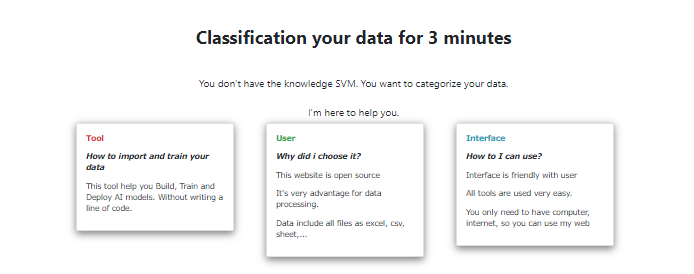 Classification your data for 3 minutes
You don't have the knowledge SVM. You want to categorize your data.
I'm here to help you.
Tool
How to import and train your
data
This tool help you Build, Train and
Deploy AI models. Without writing a
line of code.
User
Why did i choose it?
This website is open source
It's very advantage for data
processing.
Data include all files as excel, csv,
sheet,...
Interface
How to I can use?
Interface is friendly with user
All tools are used very easy.
You only need to have computer,
internet, so you can use my web